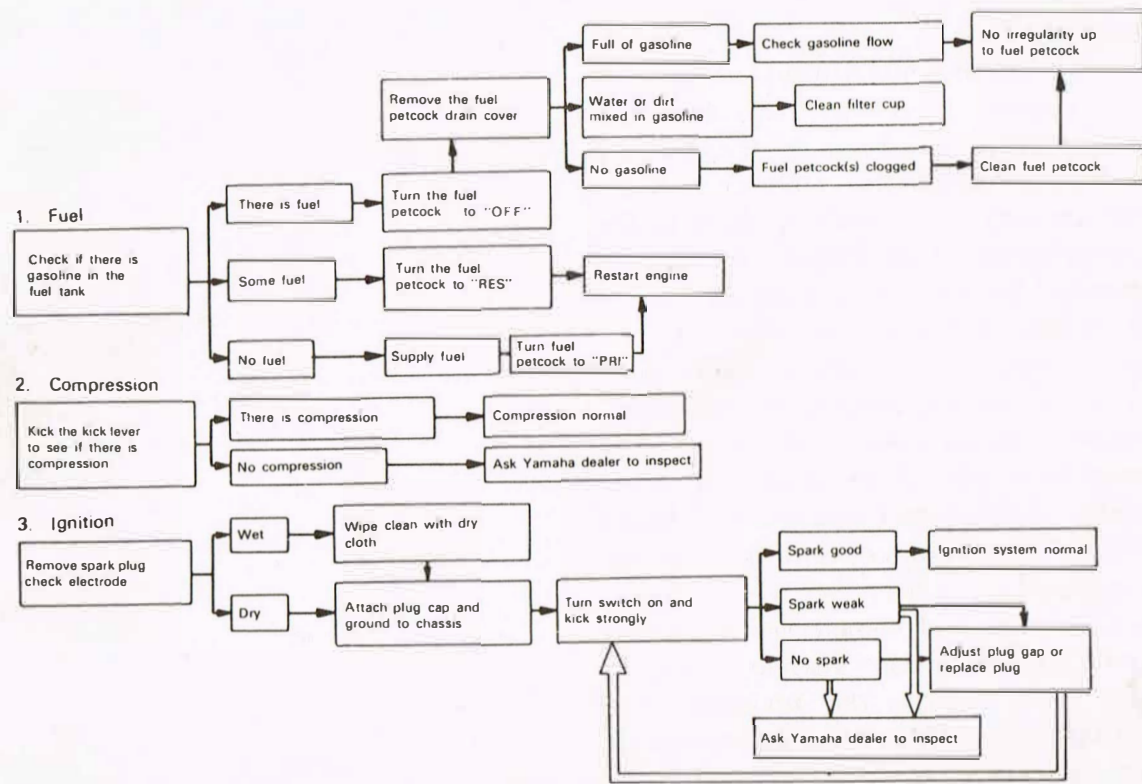 1. Fuel
Check if there is
gasoline in the
fuel tank
There is fuel
Turn the fuel
petcock to "OFF"
Remove the fuel
petcock drain cover
Full of gasoline
Check gasoline flow
No irregularity up
to fuel petcock
Water or dirt
mixed in gasoline
Clean filter cup
No gasoline
Fuel petcock(s) clogged
Clean fuel petcock
Some fuel
Turn the fuel
petcock to "RES"
Restart engine
No fuel
Supply fuel
Turn fuel
petcock to "PRI"
2. Compression
Kick the kick lever
to see if there is
compression
There is compression
Compression normal
No compression
Ask Yamaha dealer to inspect
3. Ignition
Remove spark plug
check electrode
Wet
Wipe clean with dry
cloth
Dry
Attach plug cap and
ground to chassis
Turn switch on and
kick strongly
Spark good
Ignition system normal
Spark weak
No spark
Adjust plug gap or
replace plug
Ask Yamaha dealer to inspect